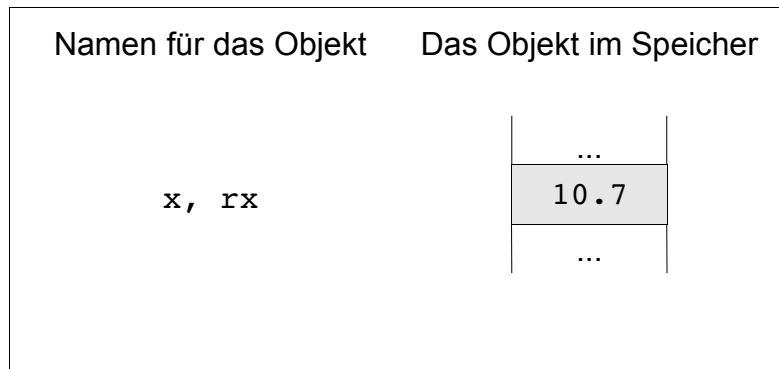 Namen für das Objekt Das Objekt im Speicher
...
x, rx 10.7
...